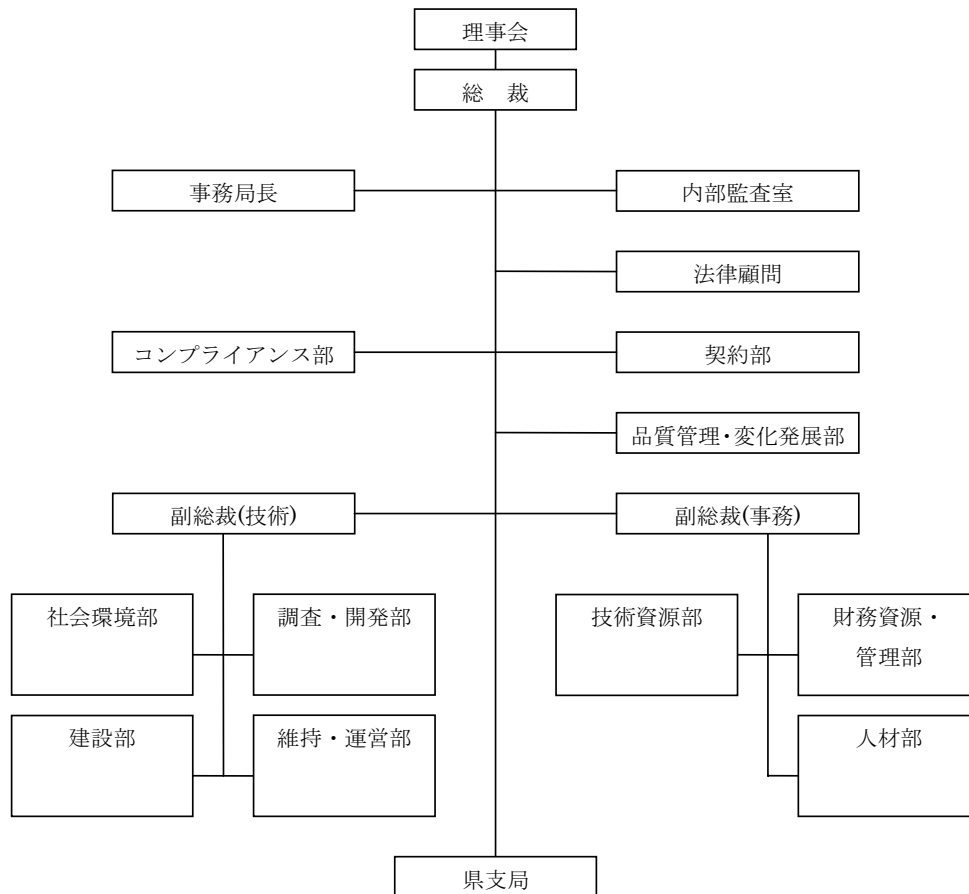 理事会
総　裁
事務局長
内部監査室
法律顧問
コンプライアンス部
契約部
品質管理・変化発展部
副総裁(技術)
副総裁(事務)
社会環境部
調査・開発部
技術資源部
財務資源・
管理部
建設部
維持・運営部
人材部
県支局